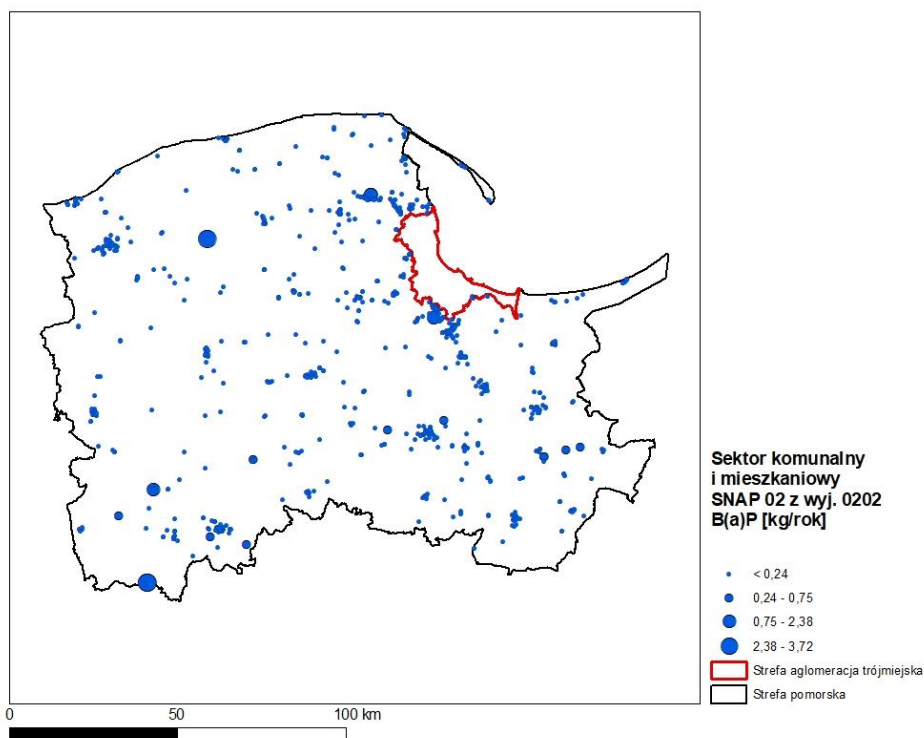 Sektor komunalny
i mieszkaniowy
SNAP 02 z wyj. 0202
B(a)P [kg/rok]
< 0,24
0,24 - 0,75
0,75 - 2,38
2,38 - 3,72
Strefa aglomeracja trójmiejska
Strefa pomorska
0 50 100 km